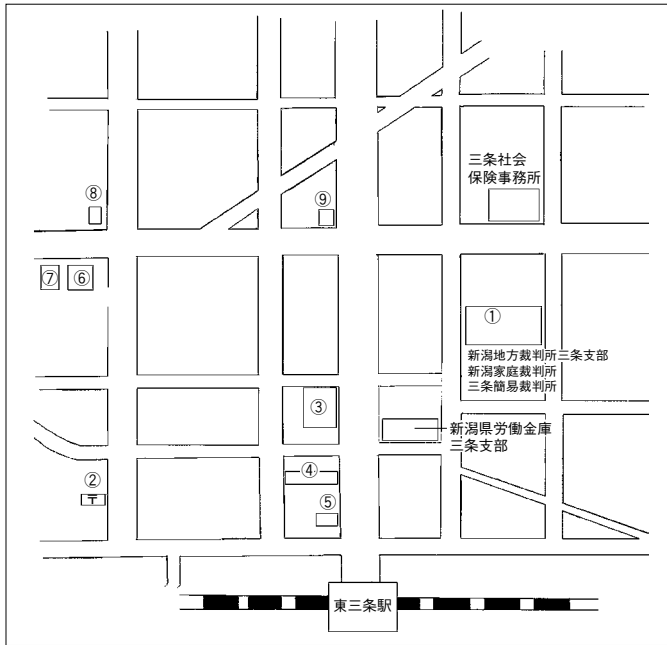 三条社会
保険事務所
⑧
⑨
⑦
⑥
①
新潟地方裁判所三条支部
新潟家庭裁判所
三条簡易裁判所
③
新潟県労働金庫
三条支部
④
②
〒
⑤
東三条駅